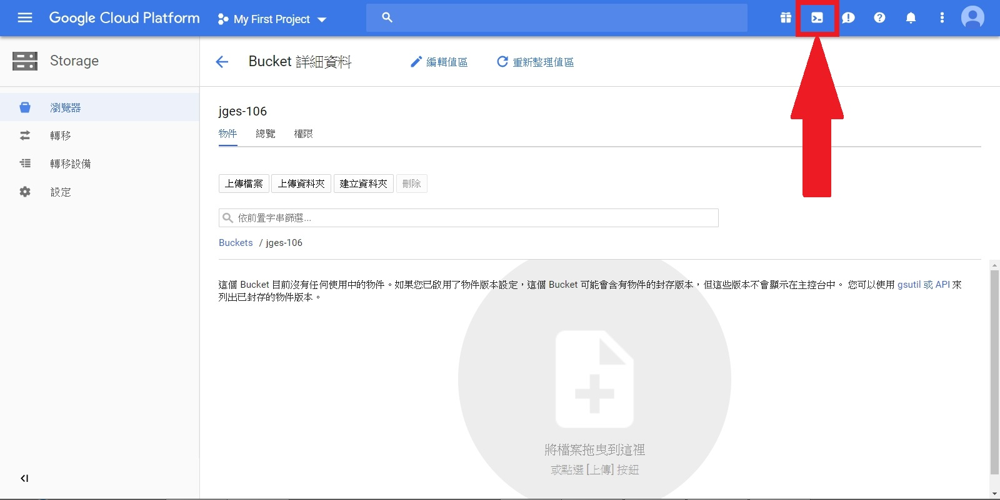 Google Cloud Platform
My First Project
Storage
Bucket 詳細資料
編輯值區
重新整理值區
瀏覽器
轉移
轉移設備
設定
jges-106
物件
總覽
權限
上傳檔案
上傳資料夾
建立資料夾
刪除
依前置字串篩選...
Buckets / jges-106
這個 Bucket 目前沒有任何使用中的物件。如果您已啟用了物件版本設定，這個 Bucket 可能會含有物件的封存版本，但這些版本不會顯示在主控台中。 您可以使用 gsutil 或 API 來
列出已封存的物件版本。
將檔案拖曳到這裡
或點選 [上傳] 按鈕